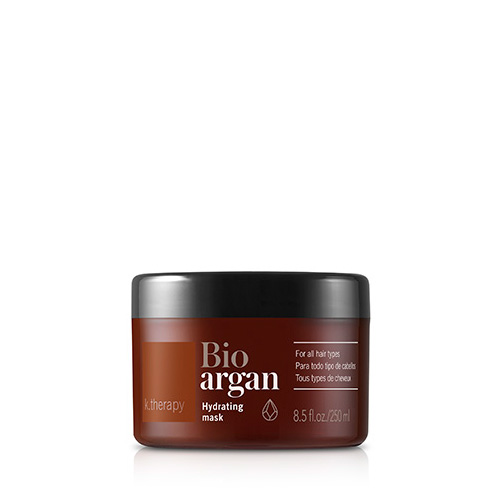 k.therapy
Bio
argan
Hydrating
mask
For all hair types
Para todo tipo de cabellos
Tous types de cheveux
8.5 fl.oz./250 ml